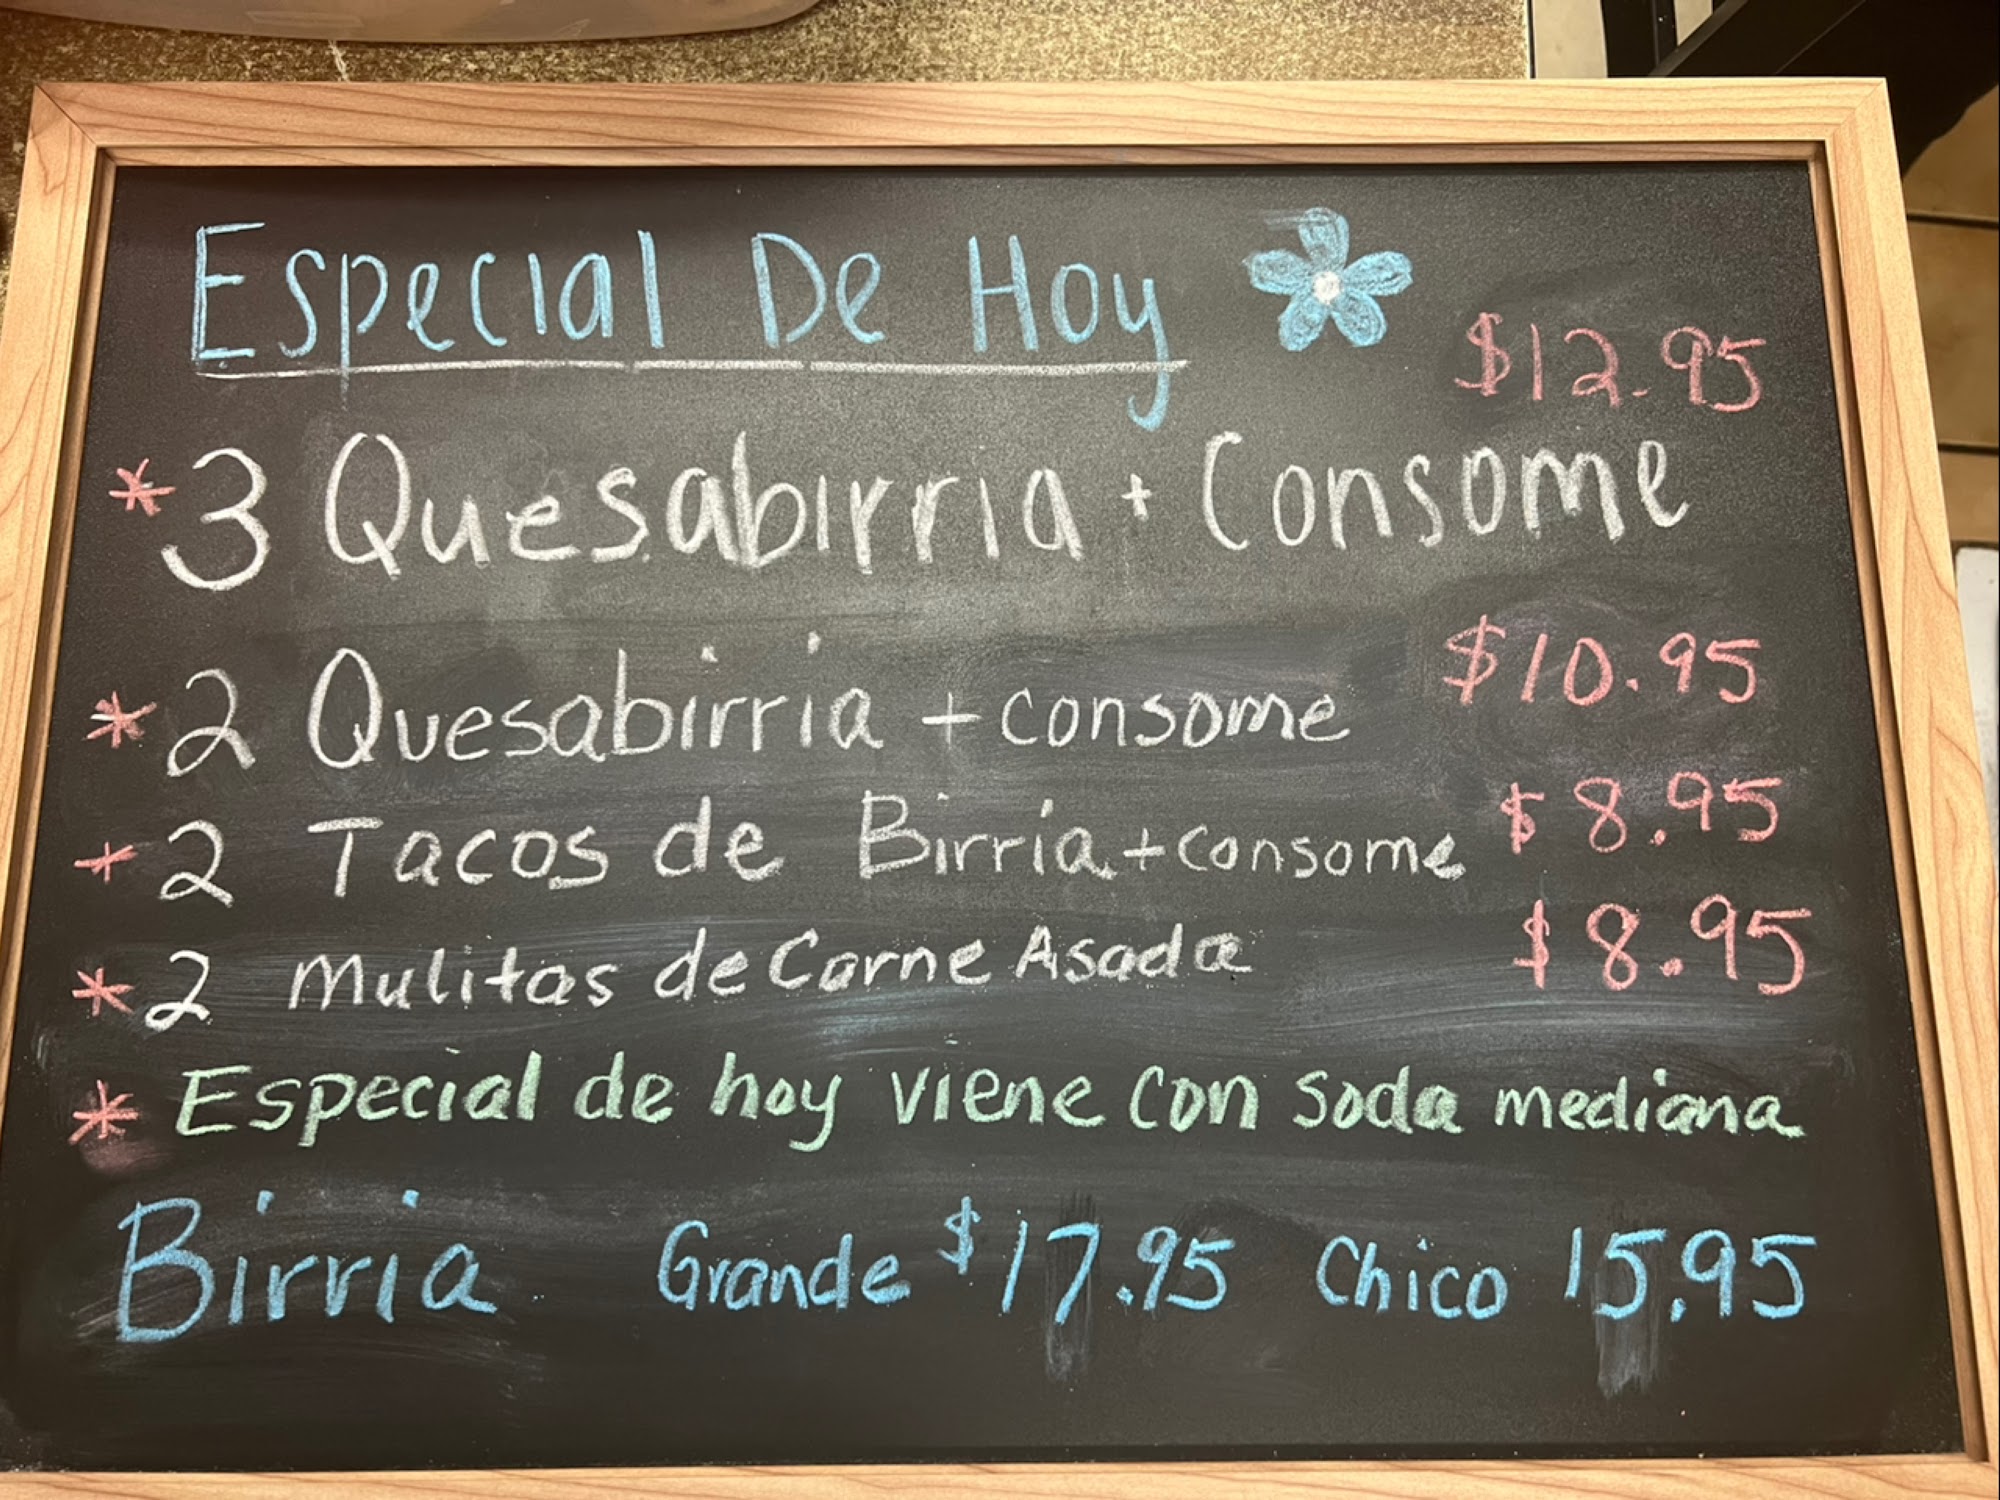 Especial De Hoy
$12.95
* 3 Quesabirria + Consome
* 2 Quesabirria + consome $10.95
* 2 Tacos de Birria + consome $8.95
* 2 Mulitas de Carne Asada $8.95
* Especial de hoy viene con soda mediana
Birria Grande $17.95 Chico 15.95